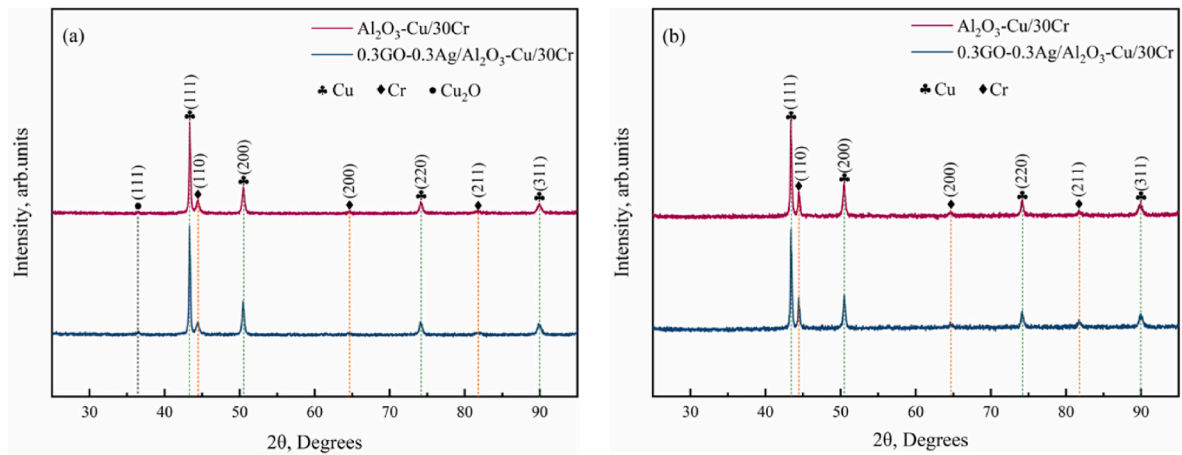 (a)
Al₂O₃-Cu/30Cr
0.3GO-0.3Ag/Al₂O₃-Cu/30Cr
♣ Cu ♦ Cr ● Cu₂O
(111) (111) (110) (200) (200) (220) (211) (311)
Intensity, arb.units
30 40 50 60 70 80 90
2θ, Degrees
(b)
Al₂O₃-Cu/30Cr
0.3GO-0.3Ag/Al₂O₃-Cu/30Cr
♣ Cu ♦ Cr
(111) (110) (200) (200) (220) (211) (311)
Intensity, arb.units
30 40 50 60 70 80 90
2θ, Degrees